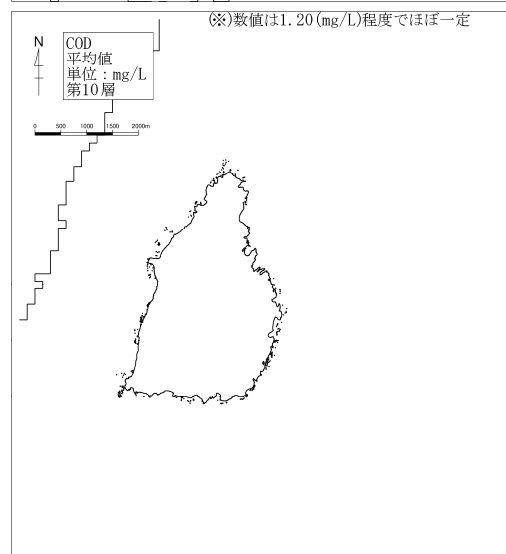 (※)数値は1.20(mg/L)程度でほぼ一定
N
COD
平均値
単位：mg/L
第10層
0 500 1000 1500 2000m